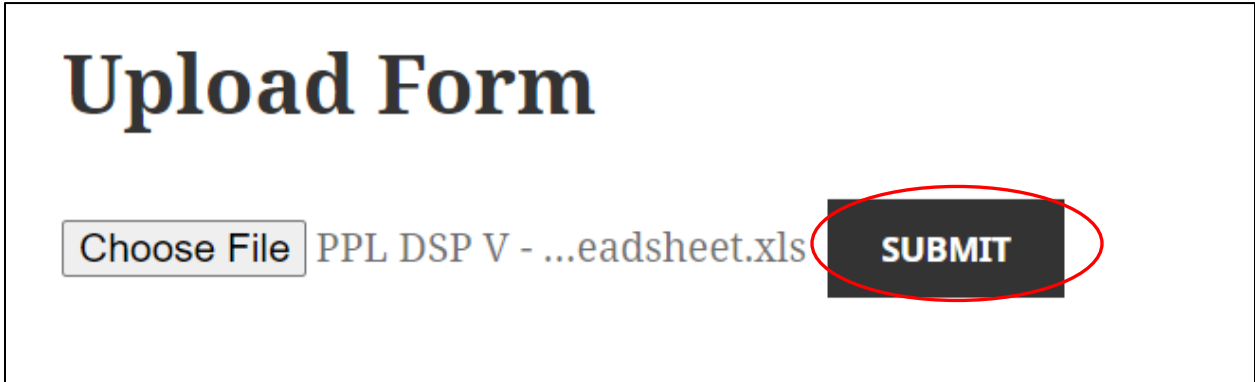 Upload Form
Choose File PPL DSP V - ...eadsheet.xls SUBMIT